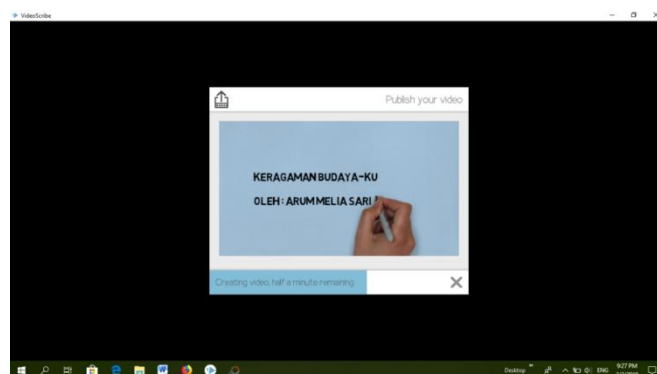 VideoScribe
Publish your video
KERAGAMAN BUDAYA-KU
OLEH : ARUM MELIA SARI
Creating video, half a minute remaining
Desktop
ENG
9:27 PM